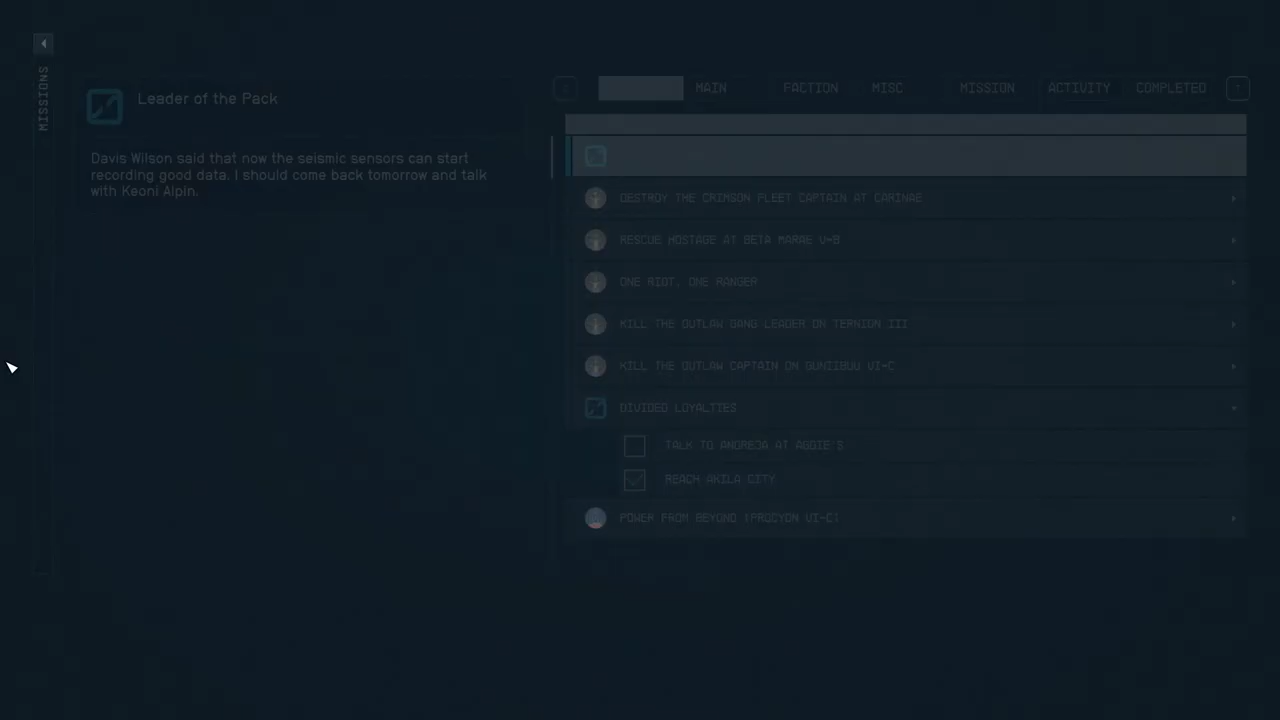 MISSIONS
Leader of the Pack
Davis Wilson said that now the seismic sensors can start
recording good data. I should come back tomorrow and talk
with Keoni Alpin.
MAIN FACTION MISC MISSION ACTIVITY COMPLETED
DESTROY THE CRIMSON FLEET CAPTAIN AT CARINAE
RESCUE HOSTAGE AT BETA MARAE V-B
ONE RIOT, ONE RANGER
KILL THE OUTLAW GANG LEADER ON TERNION III
KILL THE OUTLAW CAPTAIN ON GUNIIBUU VI-C
DIVIDED LOYALTIES
TALK TO ANDREJA AT AGGIE'S
REACH AKILA CITY
POWER FROM BEYOND (PROCYON VI-C)